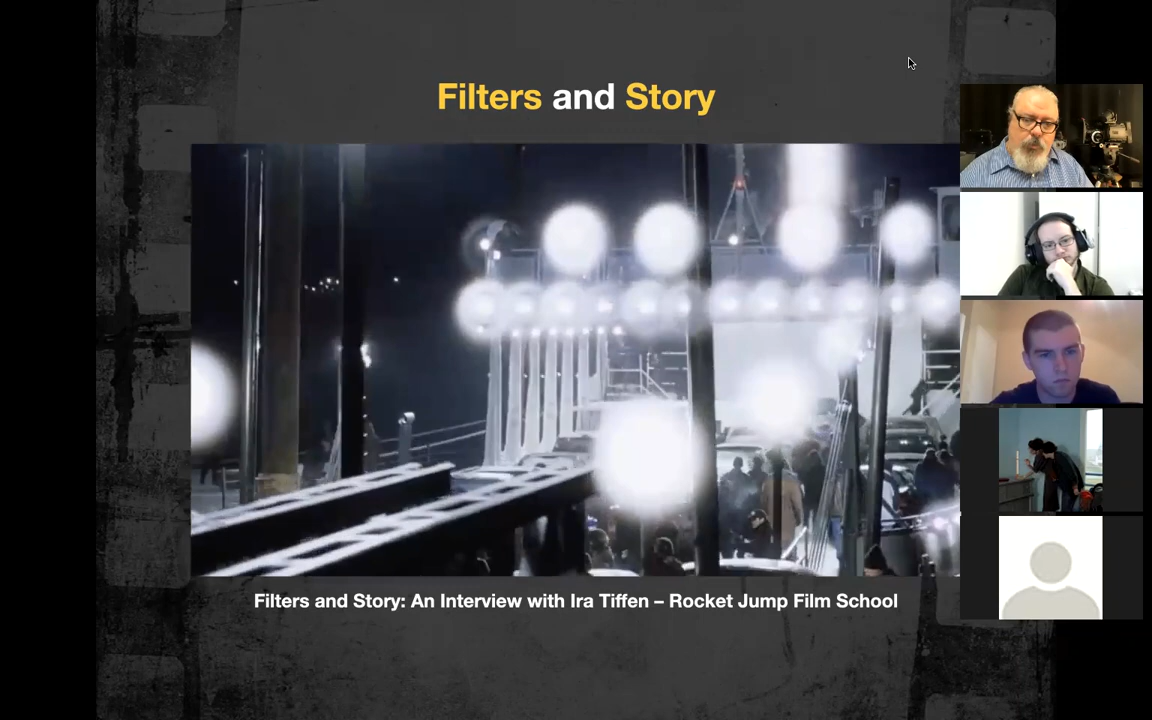 Filters and Story
Filters and Story: An Interview with Ira Tiffen – Rocket Jump Film School